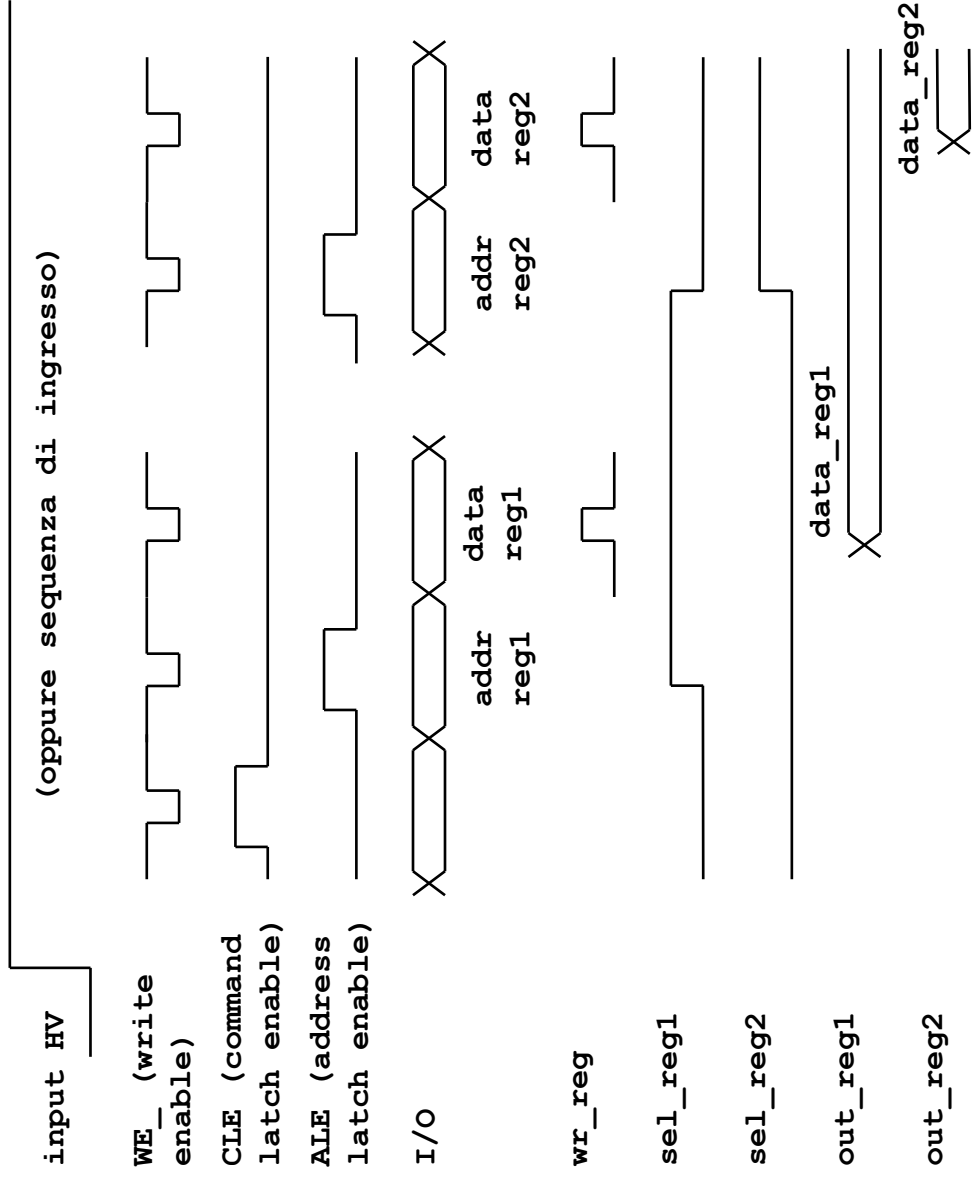 input HV
(oppure sequenza di ingresso)
WE_ (write
enable)
CLE (command
latch enable)
ALE (address
latch enable)
I/O
addr
reg1
data
reg1
addr
reg2
data
reg2
wr_reg
sel_reg1
sel_reg2
out_reg1
data_reg1
out_reg2
data_reg2